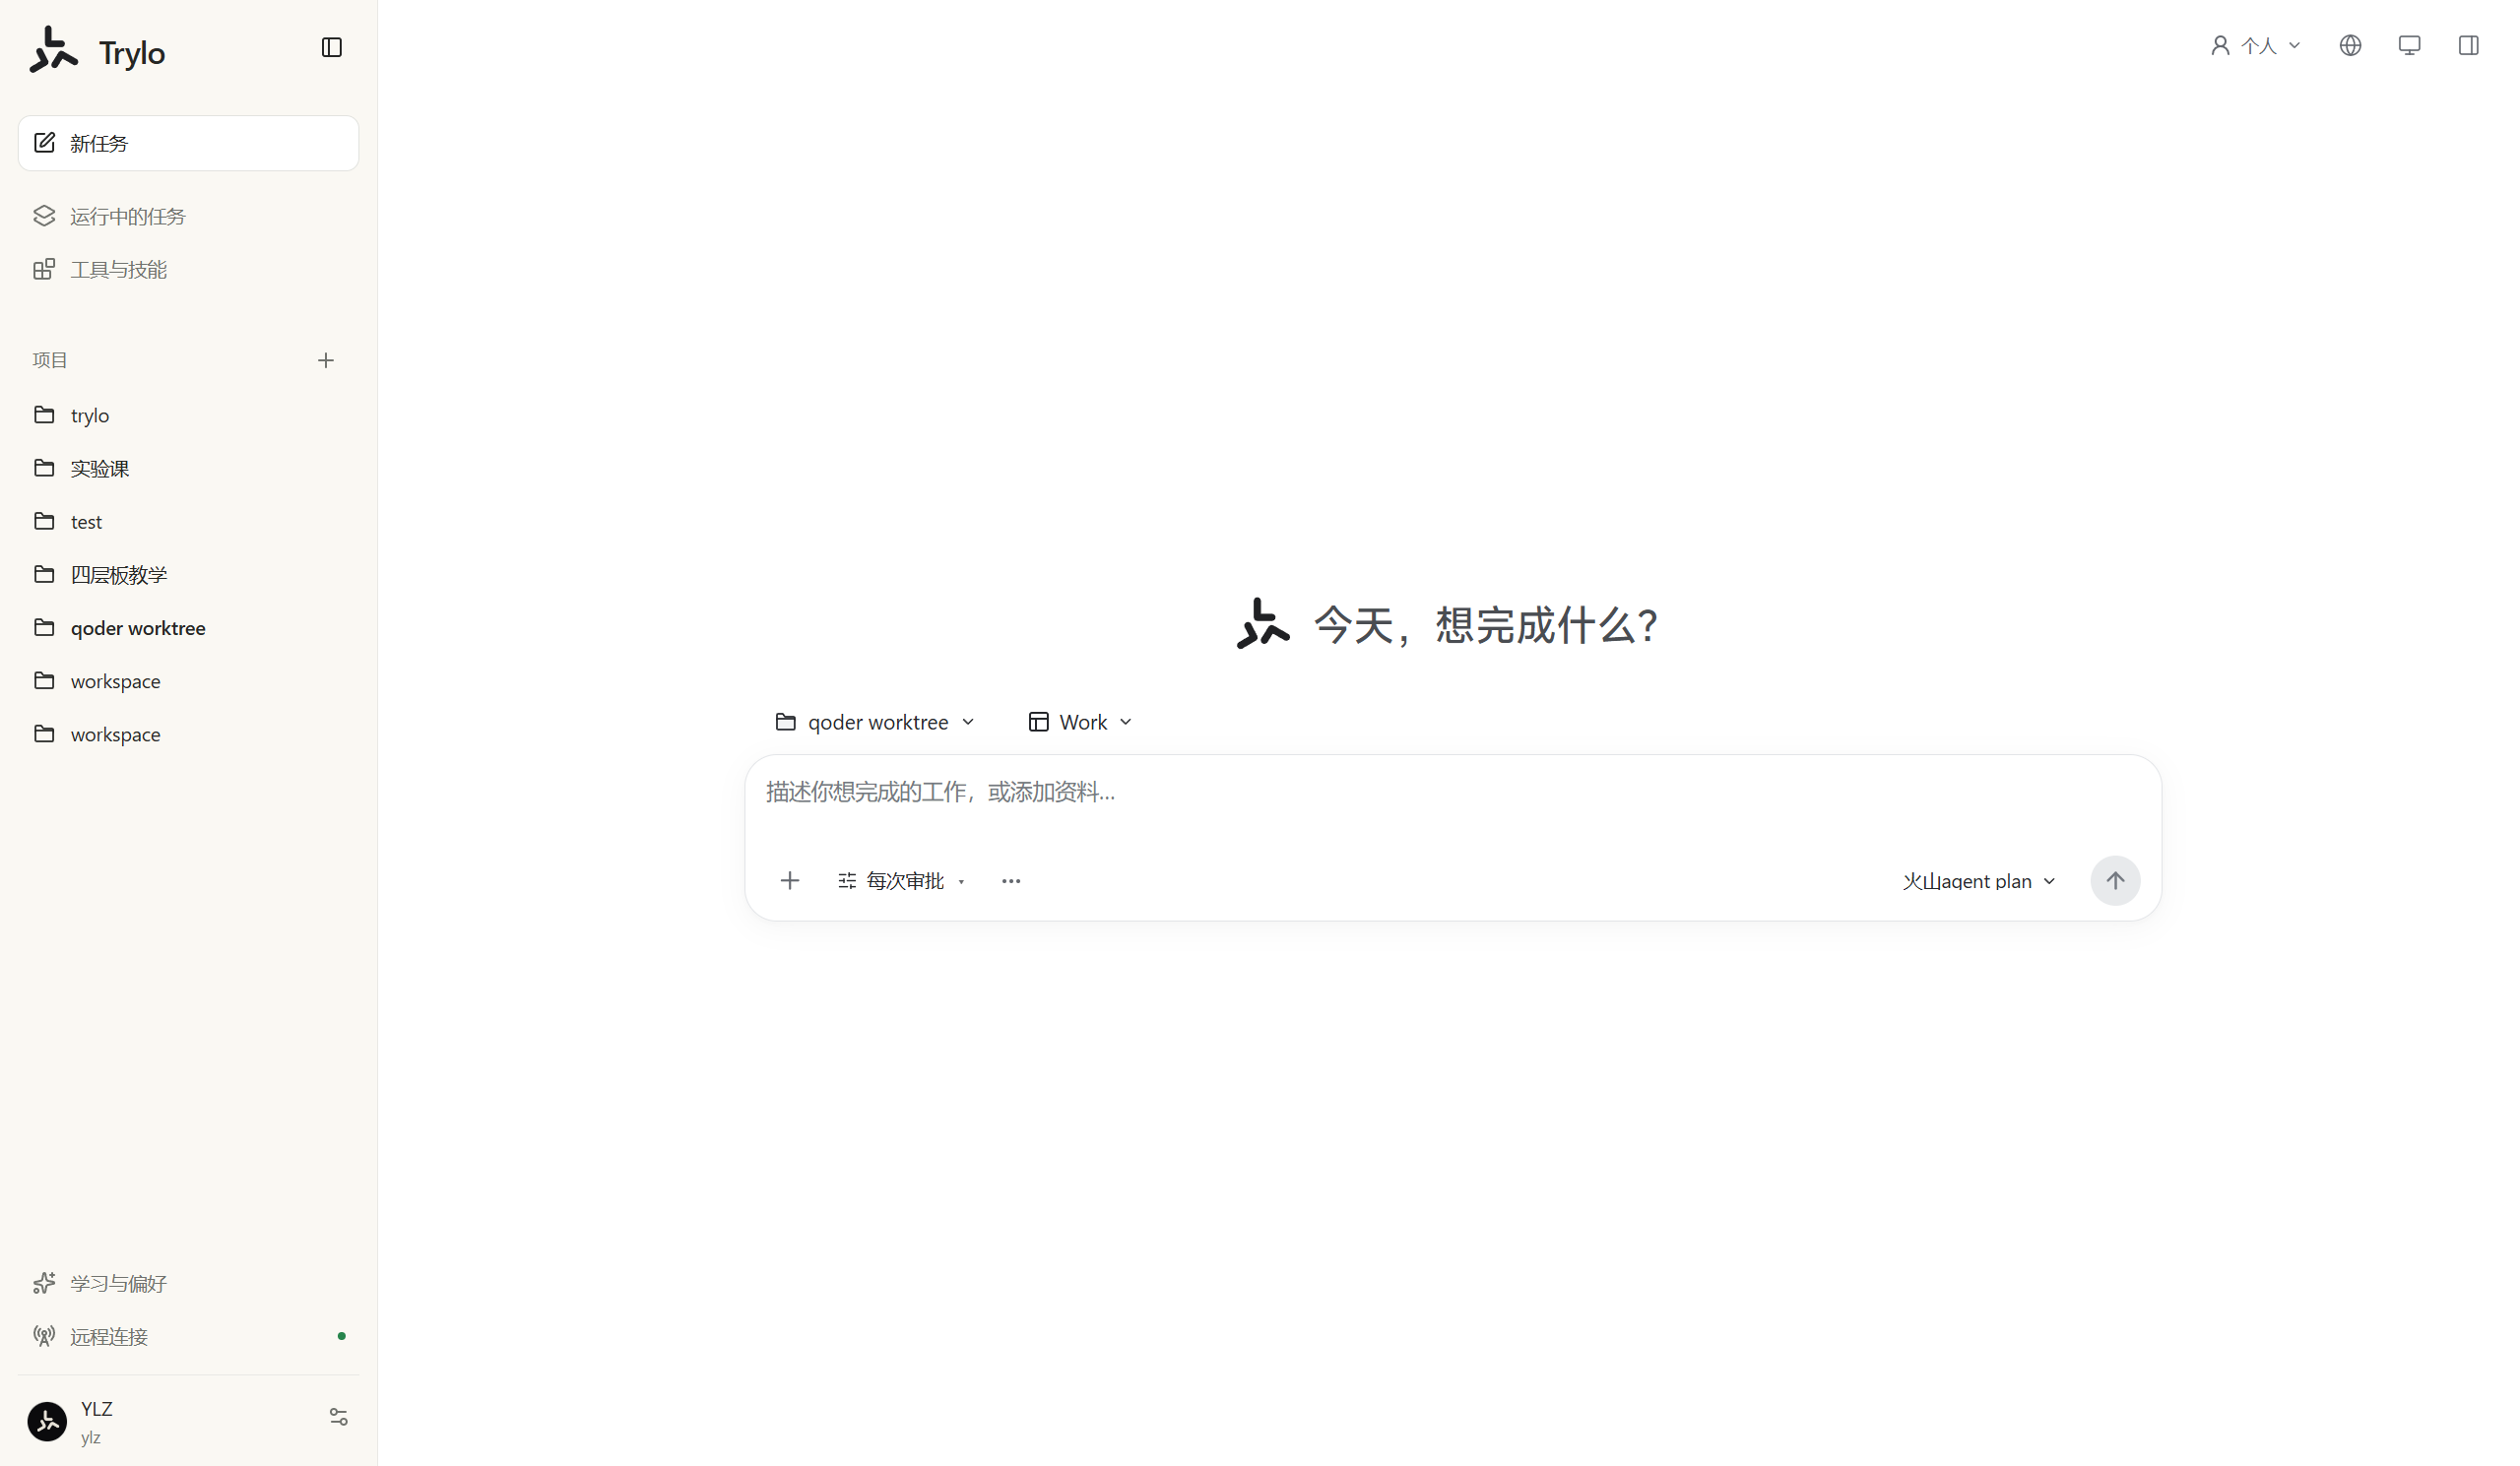 Trylo
个人
新任务
运行中的任务
工具与技能
项目
trylo
实验课
test
四层板教学
qoder worktree
workspace
workspace
今天，想完成什么？
qoder worktree
Work
描述你想完成的工作，或添加资料...
每次审批
火山agent plan
学习与偏好
远程连接
YLZ
ylz